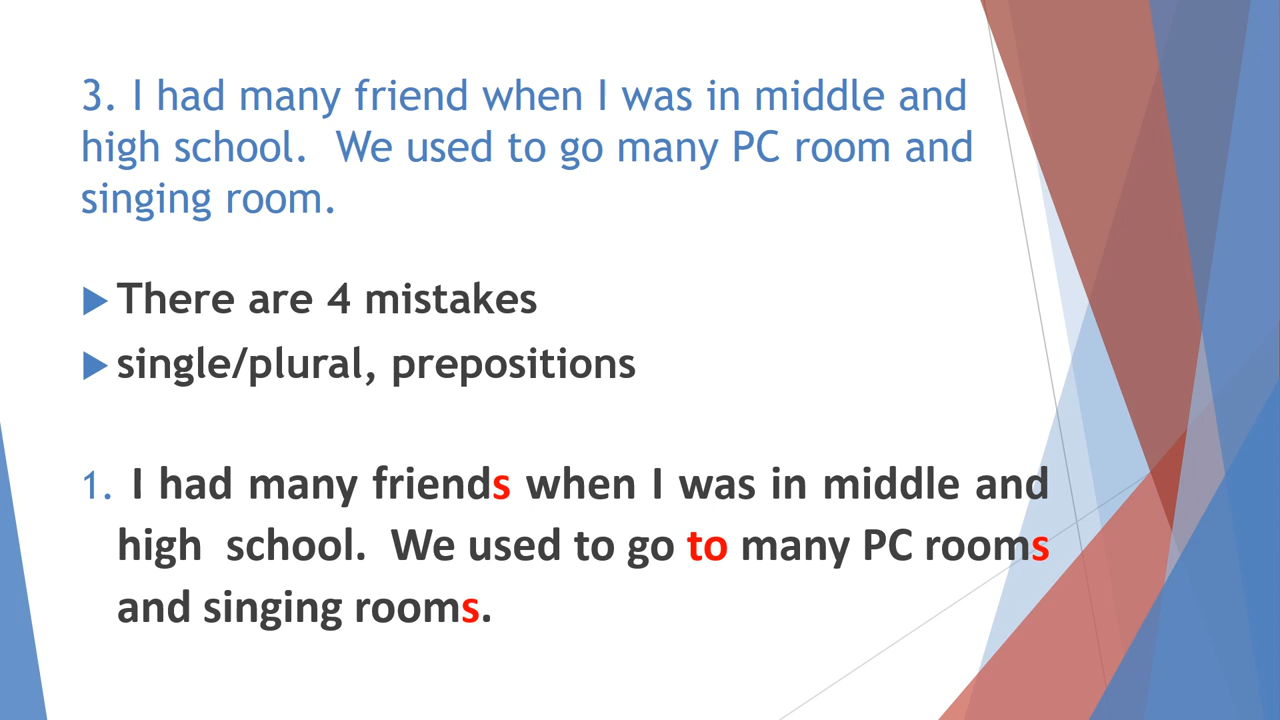 3. I had many friend when I was in middle and
high school.  We used to go many PC room and
singing room.
There are 4 mistakes
single/plural, prepositions
1. I had many friends when I was in middle and
high  school.  We used to go to many PC rooms
and singing rooms.